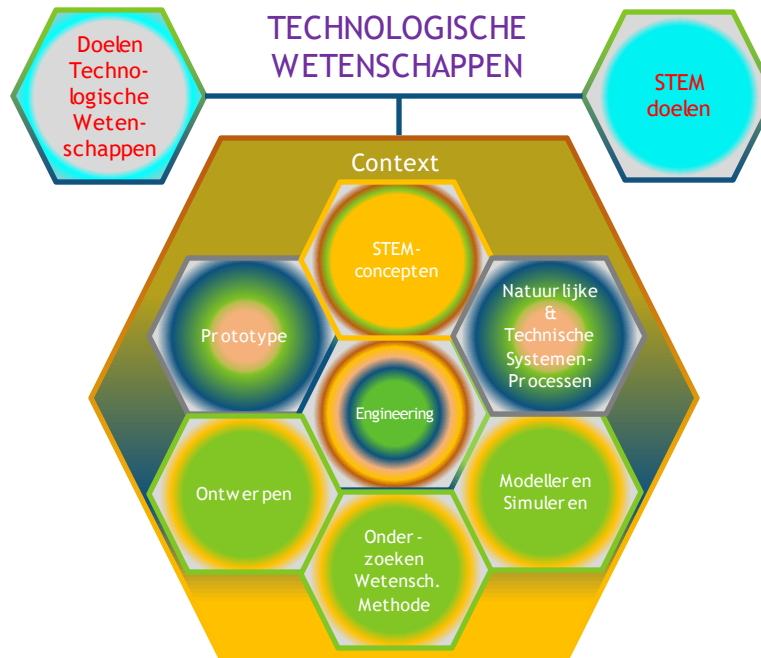 TECHNOLOGISCHE
WETENSCHAPPEN
Doelen
Techno-
logische
Weten-
schappen
STEM
doelen
Context
STEM-
concepten
Prototype
Natuurlijke
&
Technische
Systemen-
Processen
Engineering
Ontwerpen
Modelleren
Simuleren
Onder-
zoeken
Wetensch.
Methode